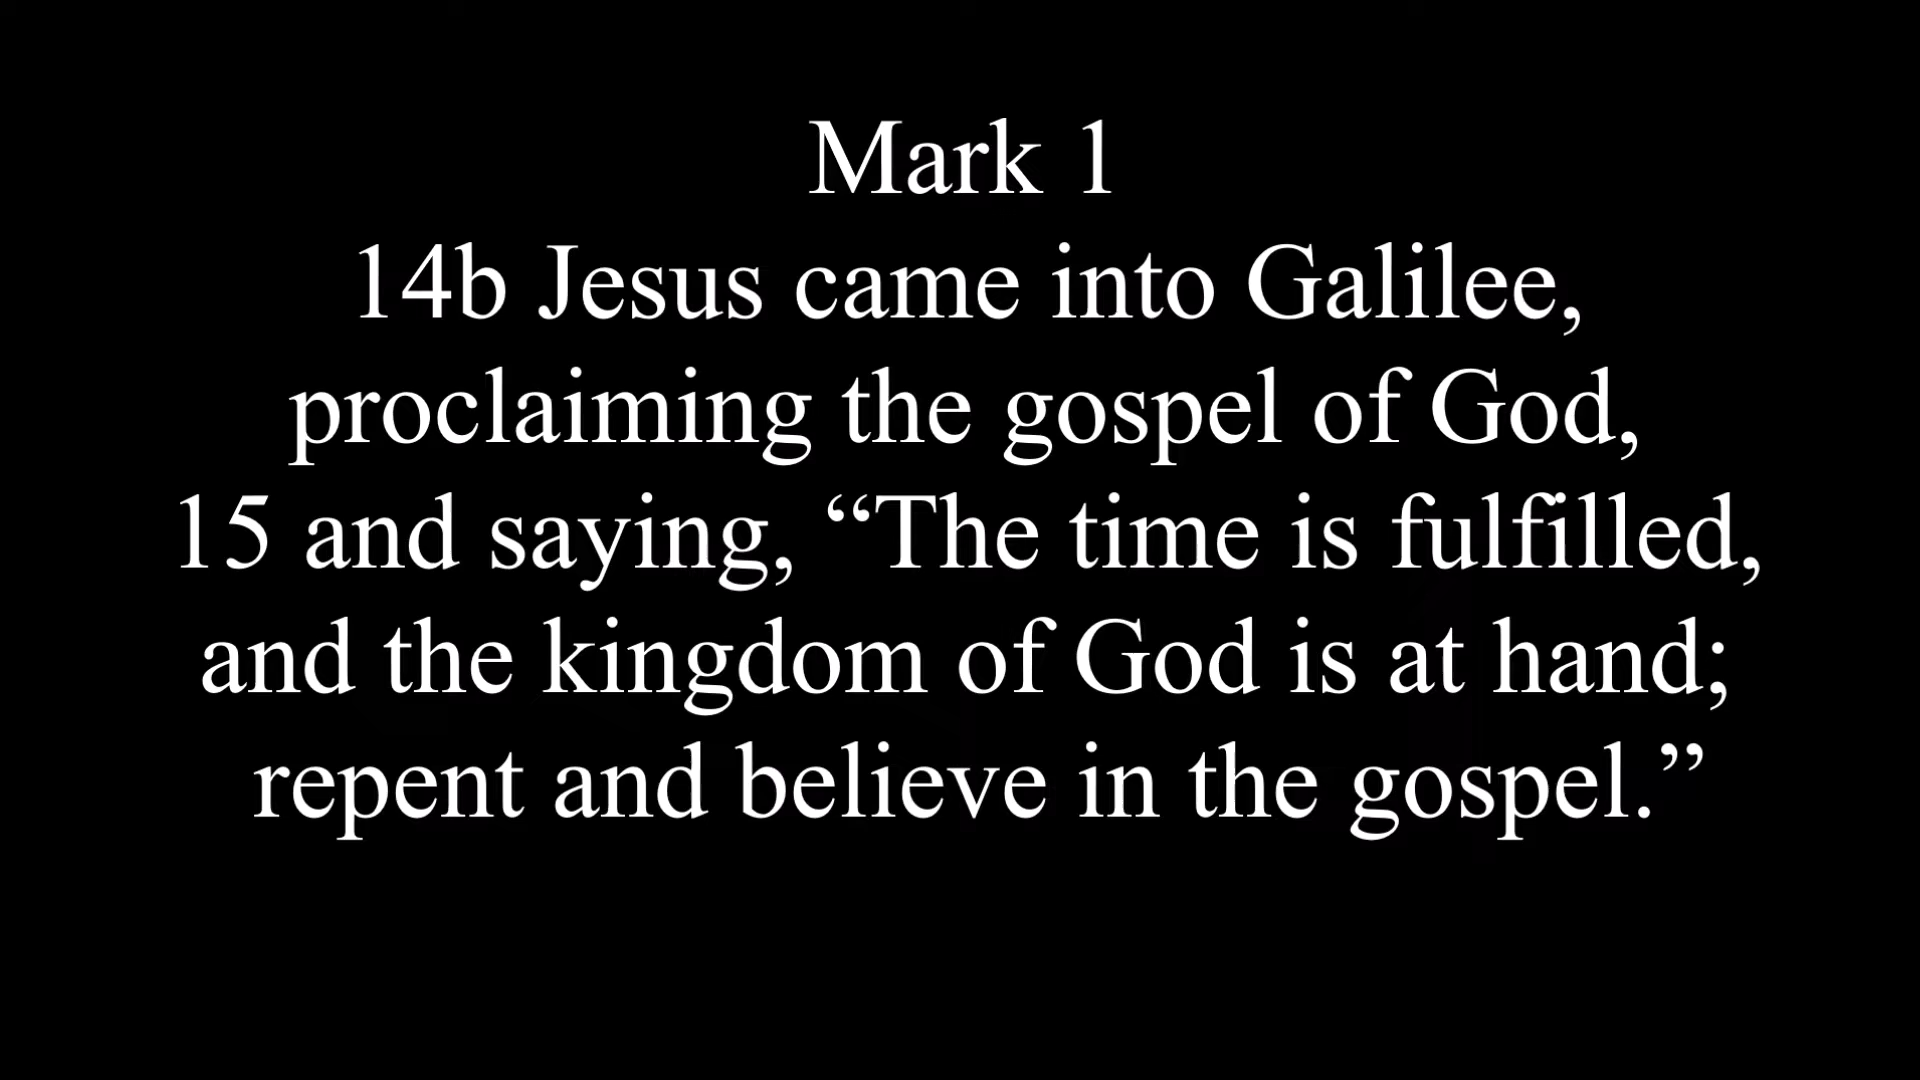 Mark 1
14b Jesus came into Galilee,
proclaiming the gospel of God,
15 and saying, “The time is fulfilled,
and the kingdom of God is at hand;
repent and believe in the gospel.”